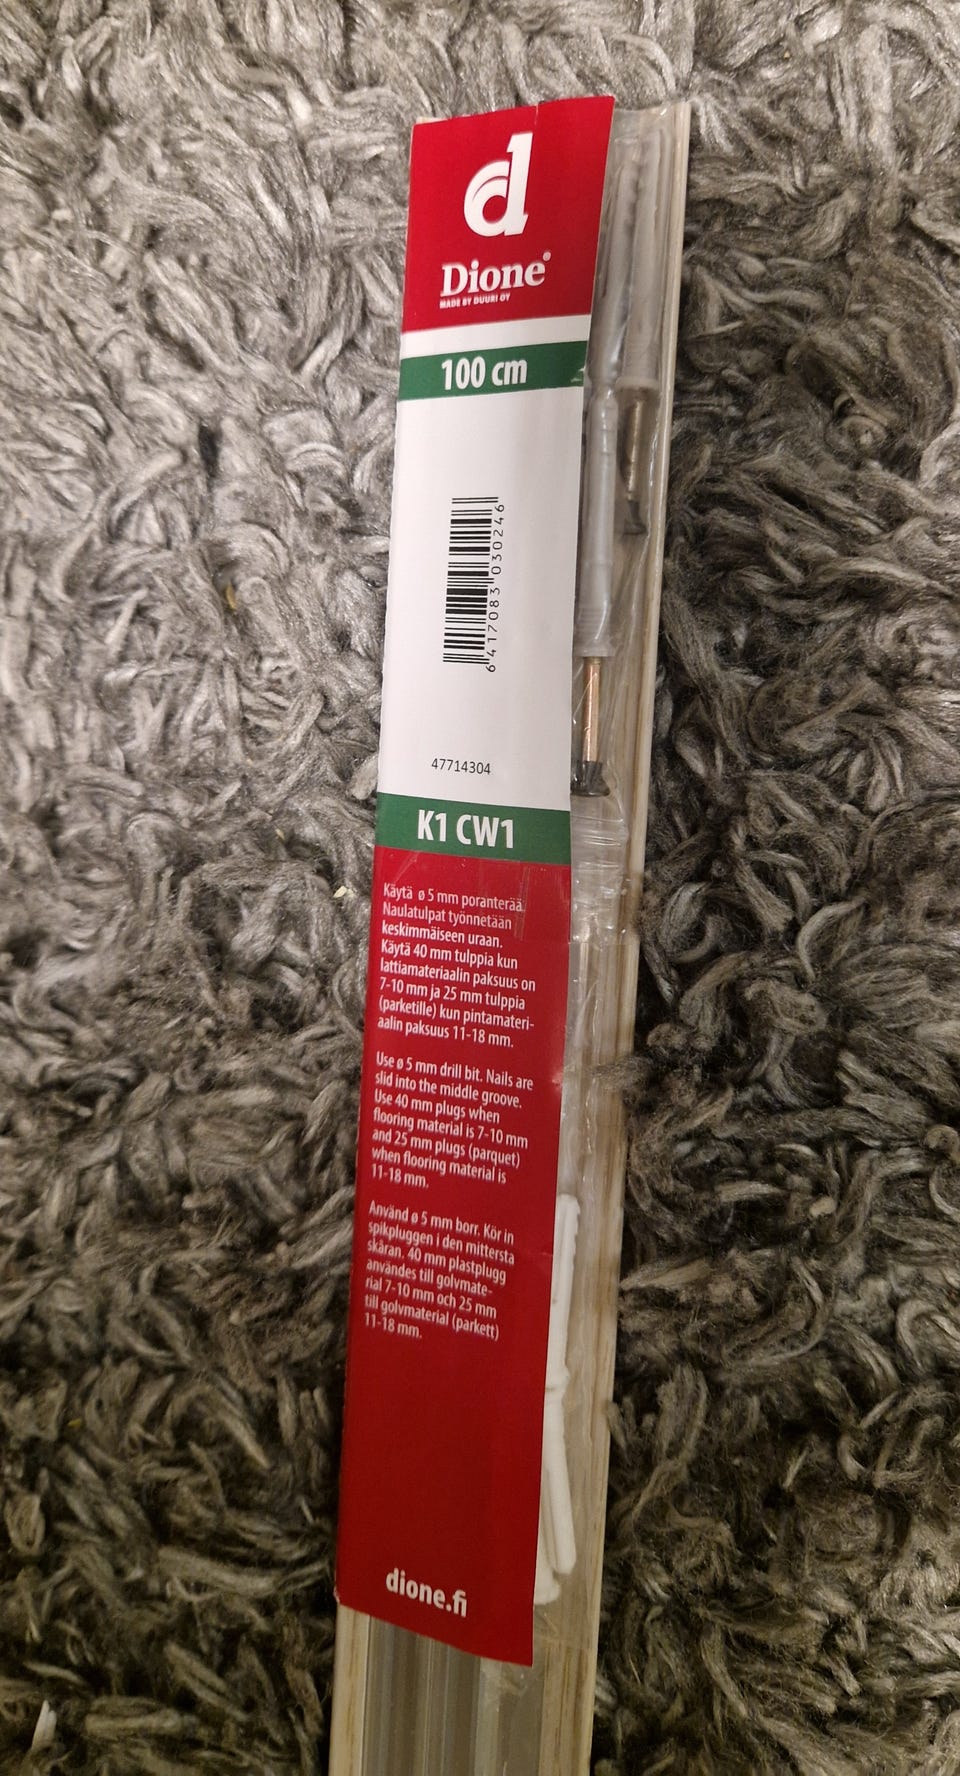 d
Dione®
MADE BY DUURI OY
100 cm
6 417083 030246
47714304
K1 CW1
Käytä ø 5 mm poranterää.
Naulatulpat työnnetään
keskimmäiseen uraan.
Käytä 40 mm tulppia kun
lattiamateriaalin paksuus on
7-10 mm ja 25 mm tulppia
(parketille) kun pintamateri-
aalin paksuus 11-18 mm.
Use ø 5 mm drill bit. Nails are
slid into the middle groove.
Use 40 mm plugs when
flooring material is 7-10 mm
and 25 mm plugs (parquet)
when flooring material is
11-18 mm.
Använd ø 5 mm borr. Kör in
spikpluggen i den mittersta
skåran. 40 mm plastplugg
användes till golvmate-
rial 7-10 mm och 25 mm
till golvmaterial (parkett)
11-18 mm.
dione.fi